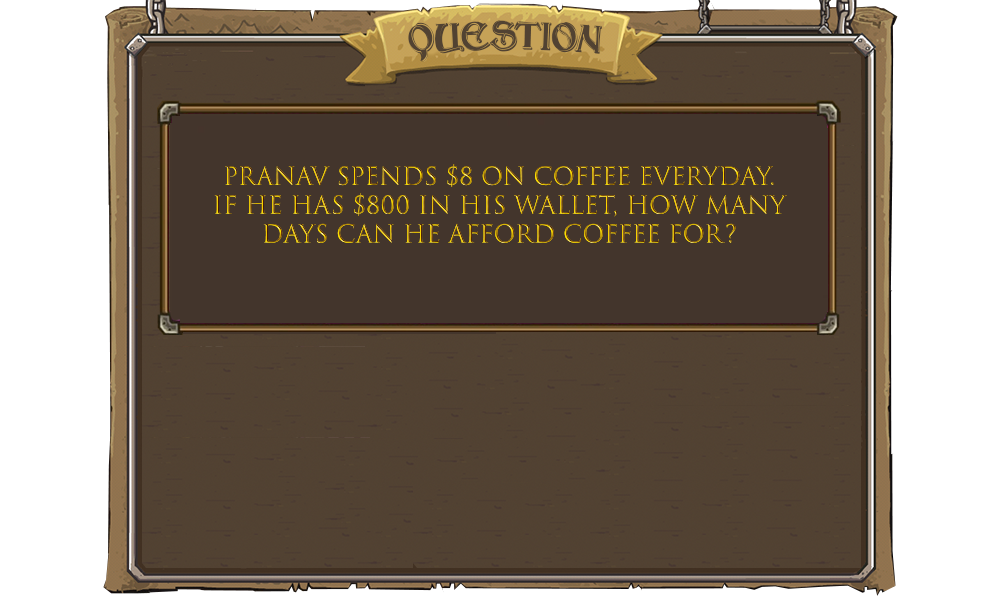 QUESTION
PRANAV SPENDS $8 ON COFFEE EVERYDAY.
IF HE HAS $800 IN HIS WALLET, HOW MANY
DAYS CAN HE AFFORD COFFEE FOR?